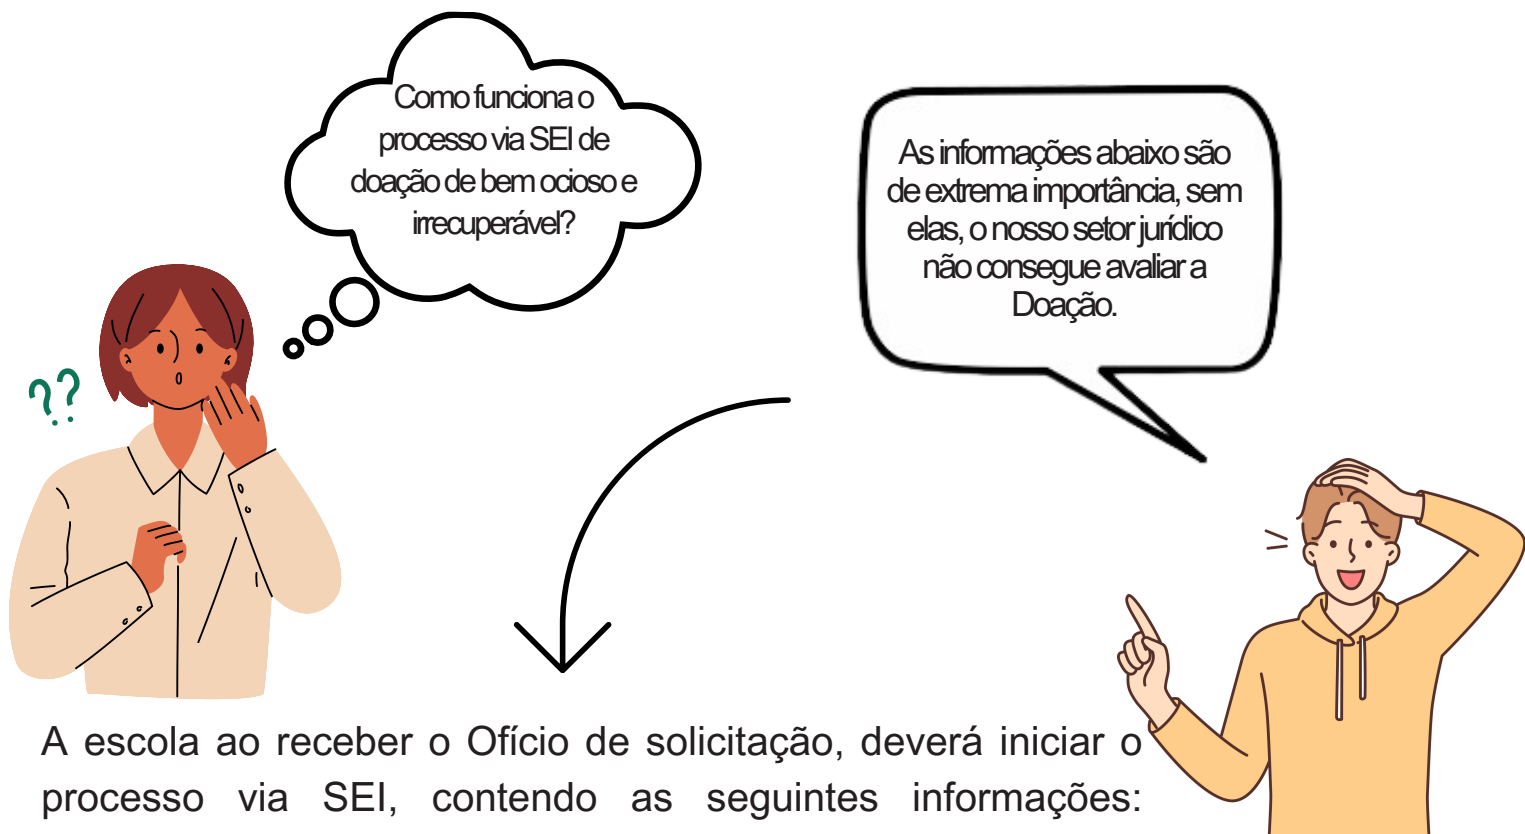 Como funciona o
processo via SEI de
doação de bem ocioso e
irrecuperável?
As informações abaixo são
de extrema importância, sem
elas, o nosso setor jurídico
não consegue avaliar a
Doação.
??
A escola ao receber o Ofício de solicitação, deverá iniciar o
processo via SEI, contendo as seguintes informações: